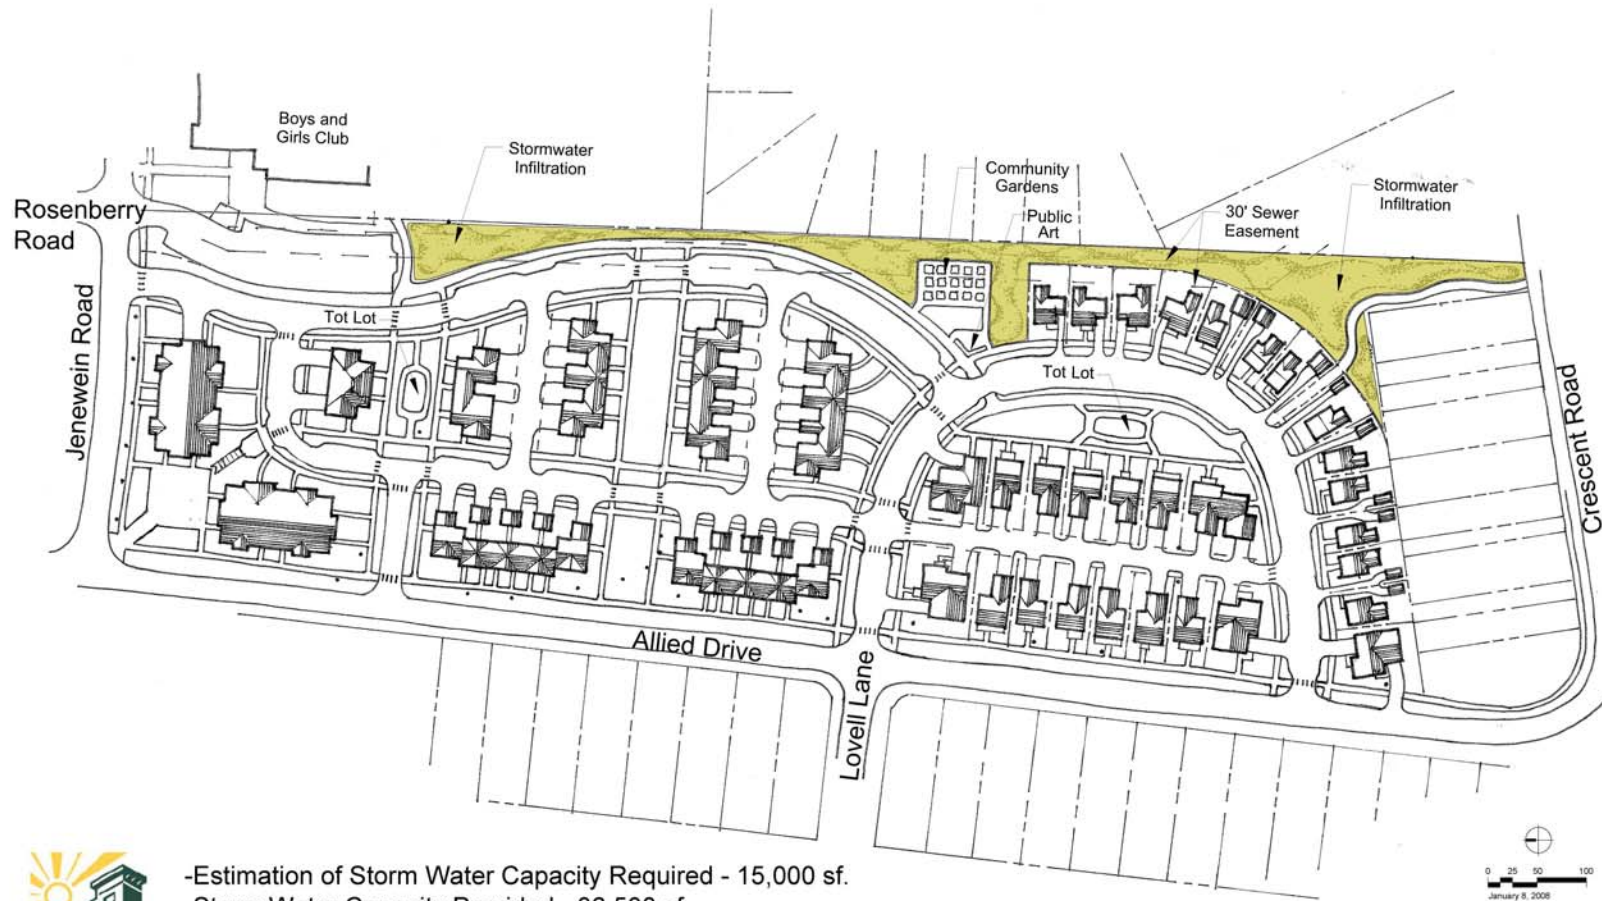 Boys and
Girls Club
Stormwater
Infiltration
Community
Gardens
Public
Art
30' Sewer
Easement
Stormwater
Infiltration
Rosenberry
Road
Jenewein Road
Tot Lot
Tot Lot
Crescent Road
Allied Drive
Lovell Lane
-Estimation of Storm Water Capacity Required - 15,000 sf.
0 25 50 100
January 8, 2008